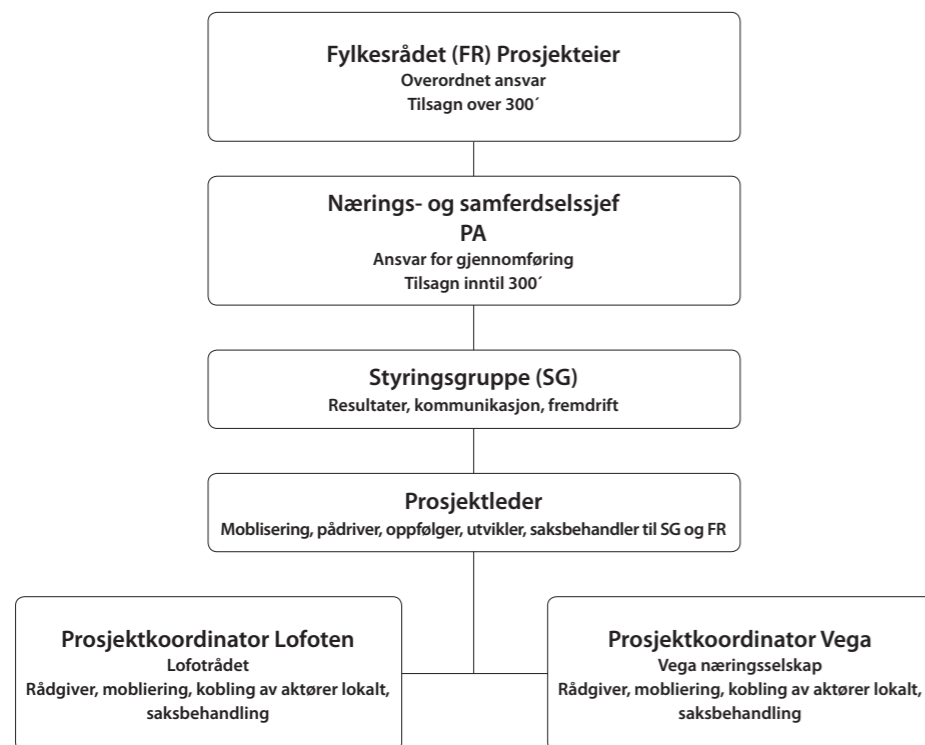 Fylkesrådet (FR) Prosjekteier
Overordnet ansvar
Tilsagn over 300´
Nærings- og samferdselssjef
PA
Ansvar for gjennomføring
Tilsagn inntil 300´
Styringsgruppe (SG)
Resultater, kommunikasjon, fremdrift
Prosjektleder
Moblisering, pådriver, oppfølger, utvikler, saksbehandler til SG og FR
Prosjektkoordinator Lofoten
Lofotrådet
Rådgiver, mobliering, kobling av aktører lokalt,
saksbehandling
Prosjektkoordinator Vega
Vega næringsselskap
Rådgiver, mobliering, kobling av aktører lokalt,
saksbehandling